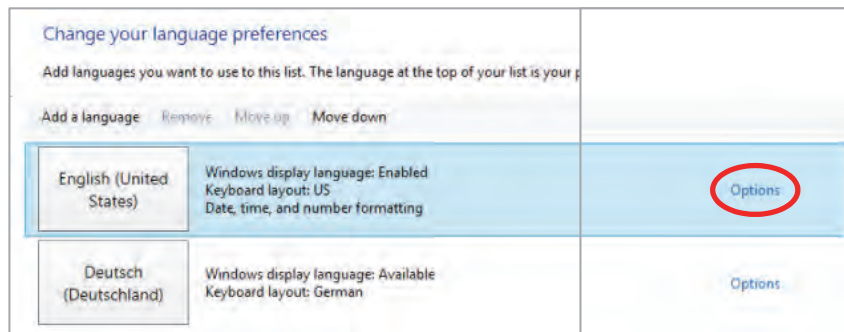 Change your language preferences
Add languages you want to use to this list. The language at the top of your list is your
Add a language Remove Move up Move down
English (United States)
Windows display language: Enabled
Keyboard layout: US
Date, time, and number formatting
Options
Deutsch (Deutschland)
Windows display language: Available
Keyboard layout: German
Options